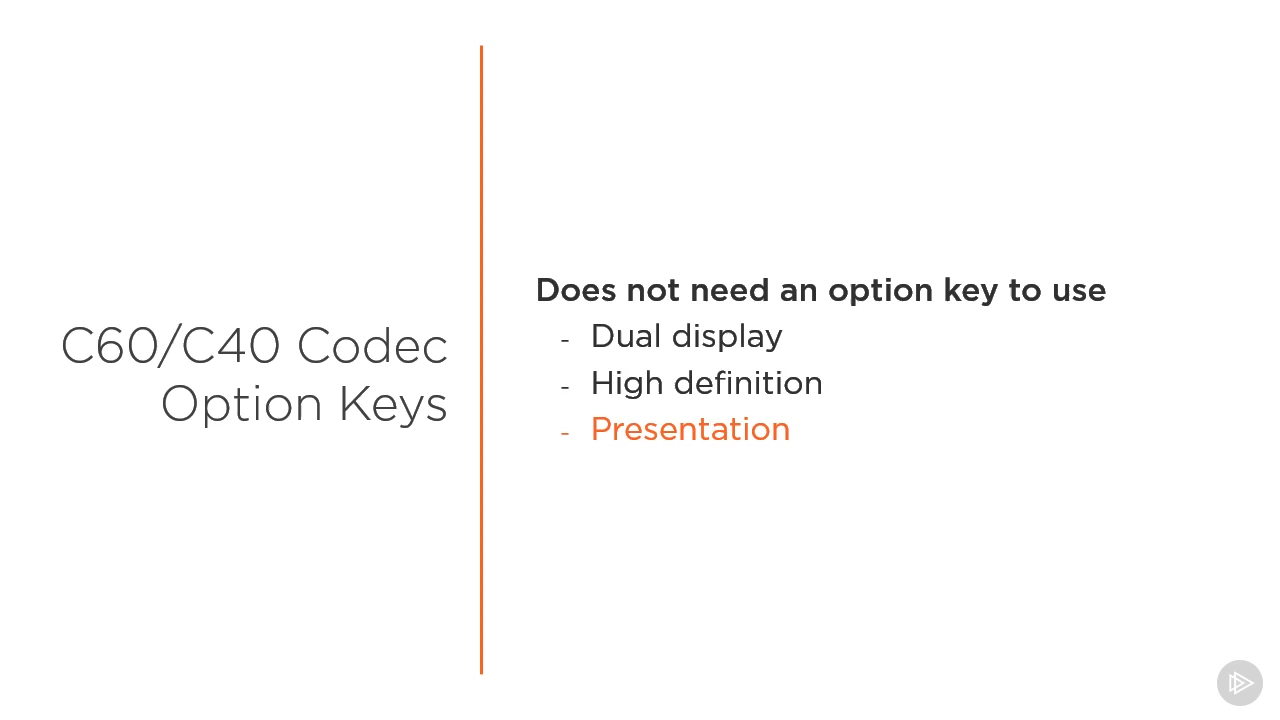 C60/C40 Codec
Option Keys
Does not need an option key to use
- Dual display
- High definition
- Presentation